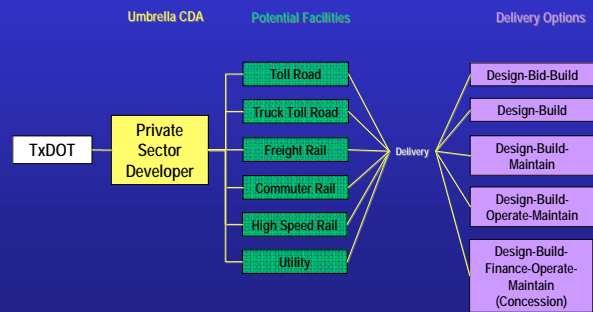 Umbrella CDA
Potential Facilities
Delivery Options
TxDOT
Private
Sector
Developer
Toll Road
Truck Toll Road
Freight Rail
Commuter Rail
High Speed Rail
Utility
Delivery
Design-Bid-Build
Design-Build
Design-Build-
Maintain
Design-Build-
Operate-Maintain
Design-Build-
Finance-Operate-
Maintain
(Concession)